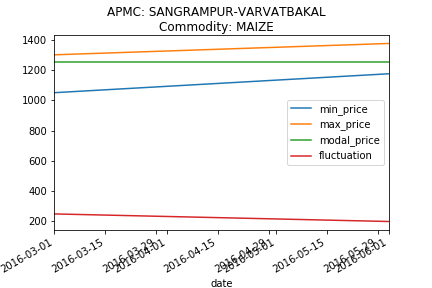 APMC: SANGRAMPUR-VARVATBAKAL
Commodity: MAIZE
1400
1200
1000
800
600
400
200
min_price
max_price
modal_price
fluctuation
2016-03-01
2016-03-15
2016-03-29
2016-04-01
2016-04-15
2016-04-29
2016-05-01
2016-05-15
2016-05-29
2016-06-01
date